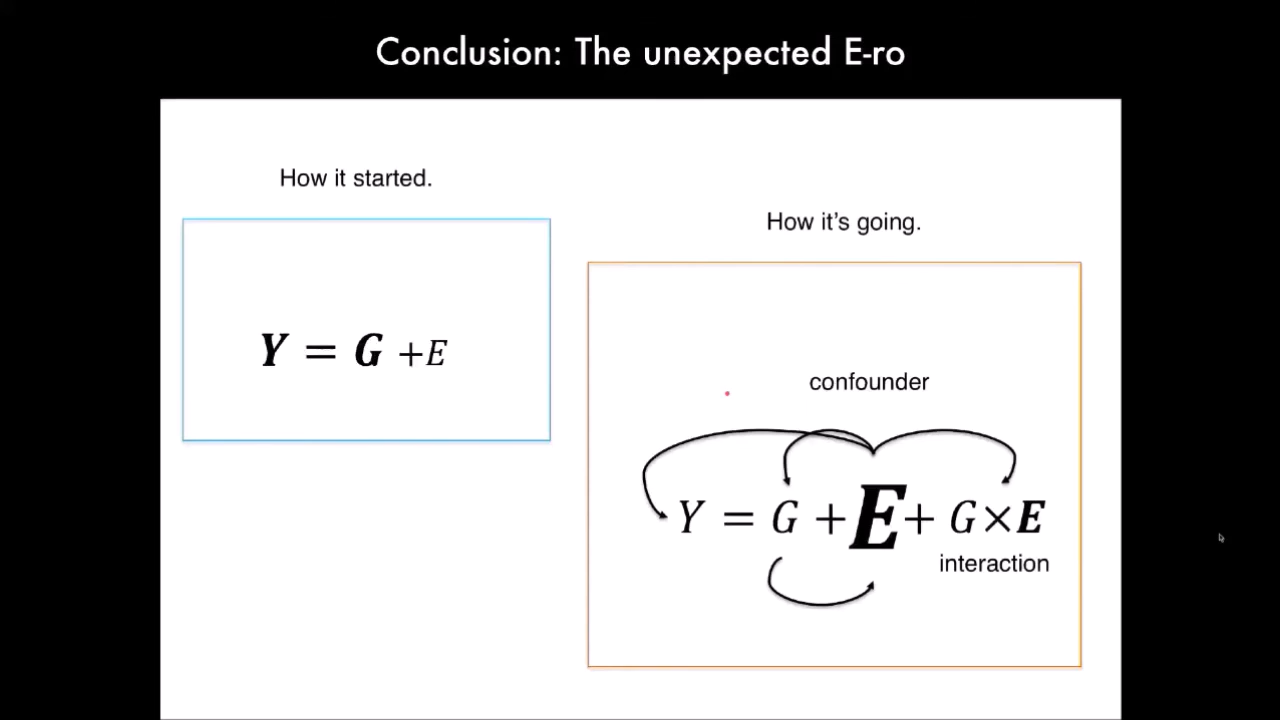 Conclusion: The unexpected E-ro
How it started.
Y = G +E
How it's going.
confounder
Y = G +E+ G×E
interaction